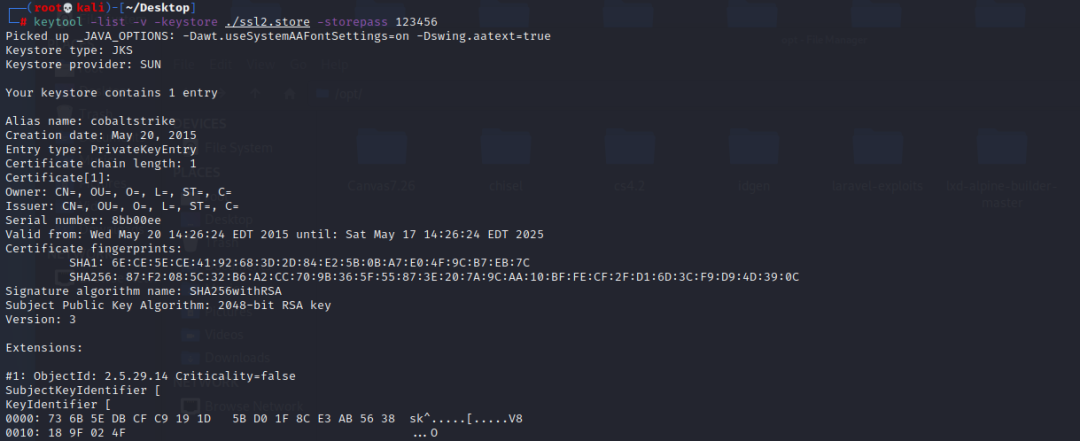 (root💀kali)-[~/Desktop]
# keytool -list -v -keystore ./ssl2.store -storepass 123456
Picked up _JAVA_OPTIONS: -Dawt.useSystemAAFontSettings=on -Dswing.aatext=true
Keystore type: JKS
Keystore provider: SUN
Your keystore contains 1 entry
Alias name: cobaltstrike
Creation date: May 20, 2015
Entry type: PrivateKeyEntry
Certificate chain length: 1
Certificate[1]:
Owner: CN=, OU=, O=, L=, ST=, C=
Issuer: CN=, OU=, O=, L=, ST=, C=
Serial number: 8bb00ee
Valid from: Wed May 20 14:26:24 EDT 2015 until: Sat May 17 14:26:24 EDT 2025
Certificate fingerprints:
SHA1: 6E:CE:5E:CE:41:92:68:3D:2D:84:E2:5B:0B:A7:E0:4F:9C:B7:EB:7C
SHA256: 87:F2:08:5C:32:B6:A2:CC:70:9B:36:5F:55:87:3E:20:7A:9C:AA:10:BF:FE:CF:2F:D1:6D:3C:F9:D9:4D:39:0C
Signature algorithm name: SHA256withRSA
Subject Public Key Algorithm: 2048-bit RSA key
Version: 3
Extensions:
#1: ObjectId: 2.5.29.14 Criticality=false
SubjectKeyIdentifier [
KeyIdentifier [
0000: 73 6B 5E DB CF C9 19 1D 5B D0 1F 8C E3 AB 56 38 sk^.....[.....V8
0010: 18 9F 02 4F ...O
DEVICES
File System
PLACES
Desktop
Videos
Downloads
Browse Network